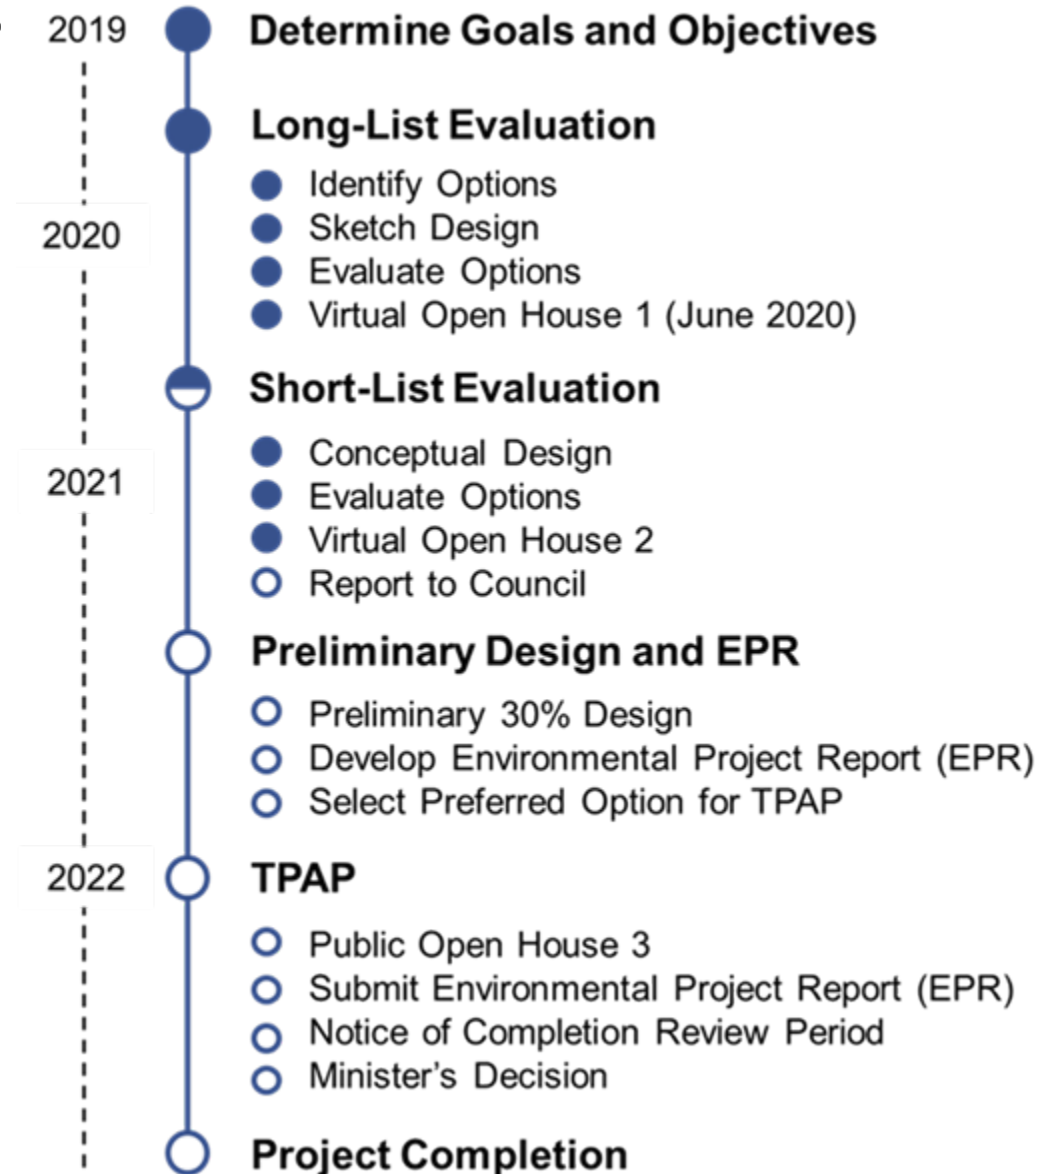 2019
Determine Goals and Objectives
Long-List Evaluation
Identify Options
Sketch Design
2020
Evaluate Options
Virtual Open House 1 (June 2020)
Short-List Evaluation
Conceptual Design
2021
Evaluate Options
Virtual Open House 2
Report to Council
Preliminary Design and EPR
Preliminary 30% Design
Develop Environmental Project Report (EPR)
Select Preferred Option for TPAP
2022
TPAP
Public Open House 3
Submit Environmental Project Report (EPR)
Notice of Completion Review Period
Minister's Decision
Project Completion